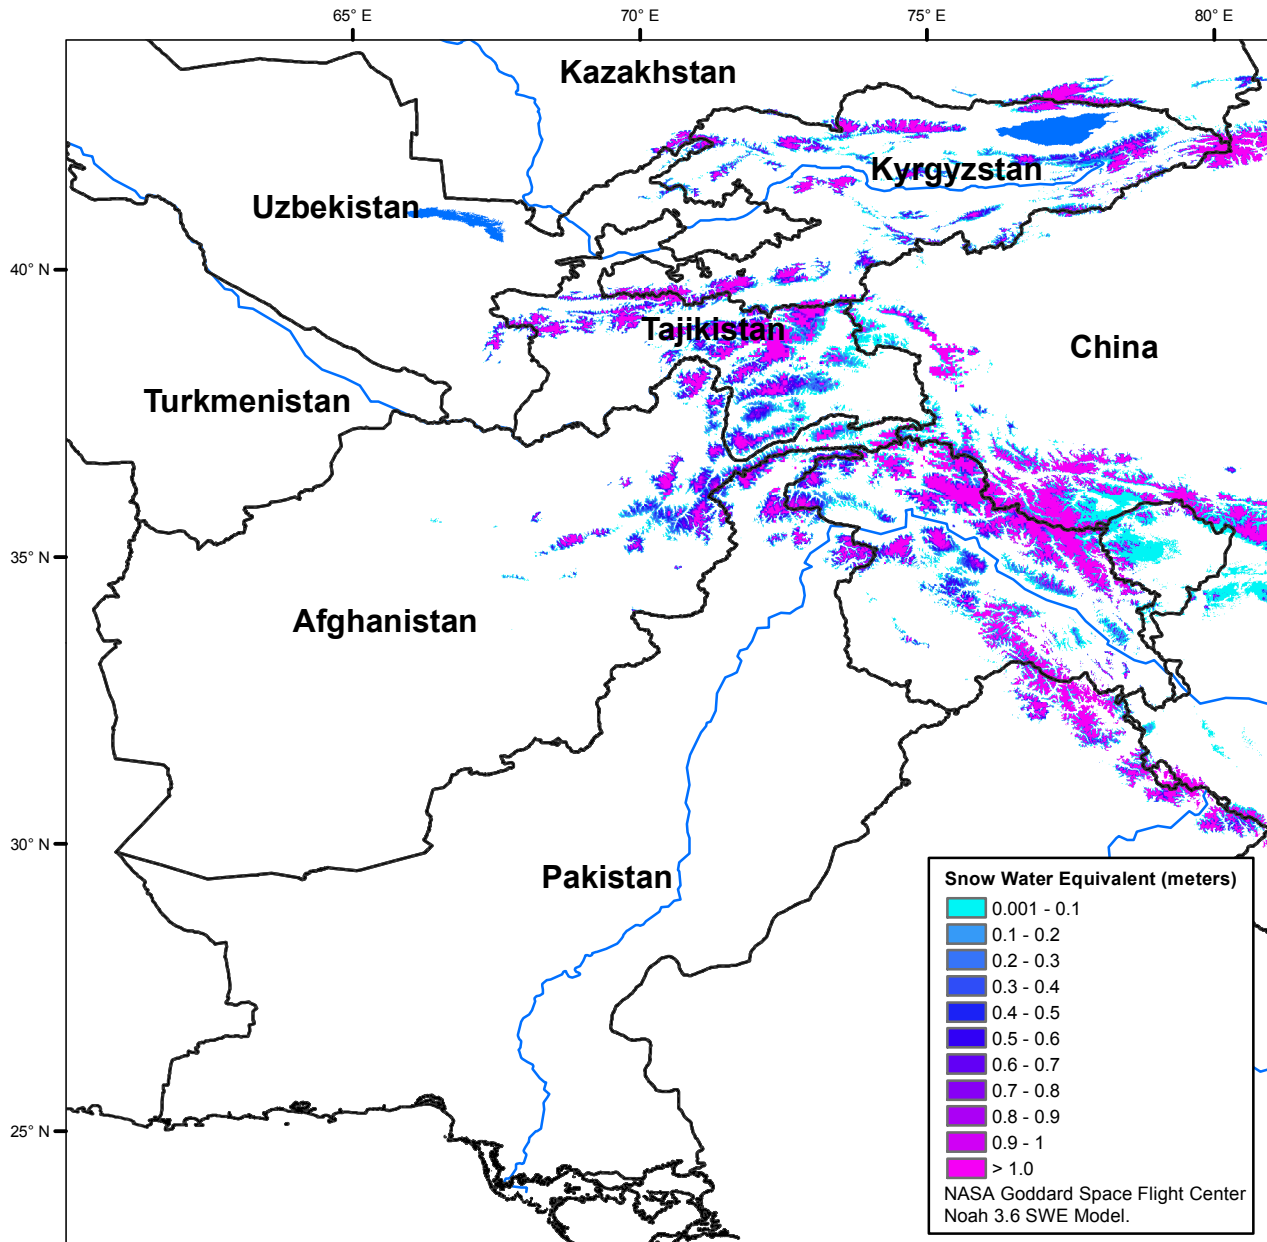 65° E
70° E
75° E
80° E
Kazakhstan
Kyrgyzstan
Uzbekistan
40° N
Tajikistan
China
Turkmenistan
35° N
Afghanistan
30° N
Pakistan
25° N
Snow Water Equivalent (meters)
0.001 - 0.1
0.1 - 0.2
0.2 - 0.3
0.3 - 0.4
0.4 - 0.5
0.5 - 0.6
0.6 - 0.7
0.7 - 0.8
0.8 - 0.9
0.9 - 1
> 1.0
NASA Goddard Space Flight Center
Noah 3.6 SWE Model.